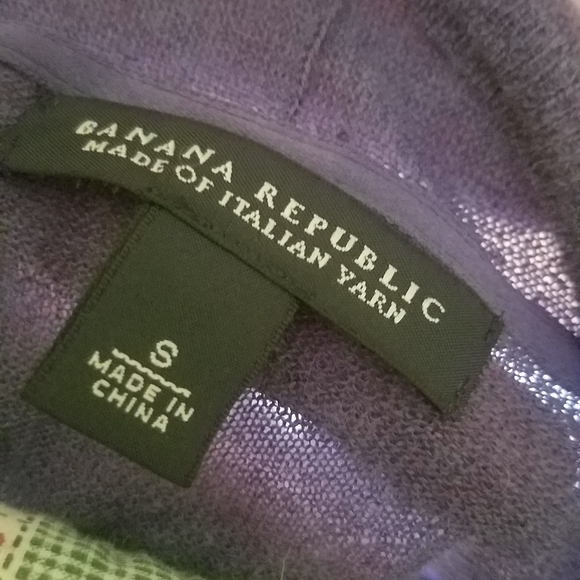 BANANA REPUBLIC
MADE OF ITALIAN YARN
S
MADE IN
CHINA